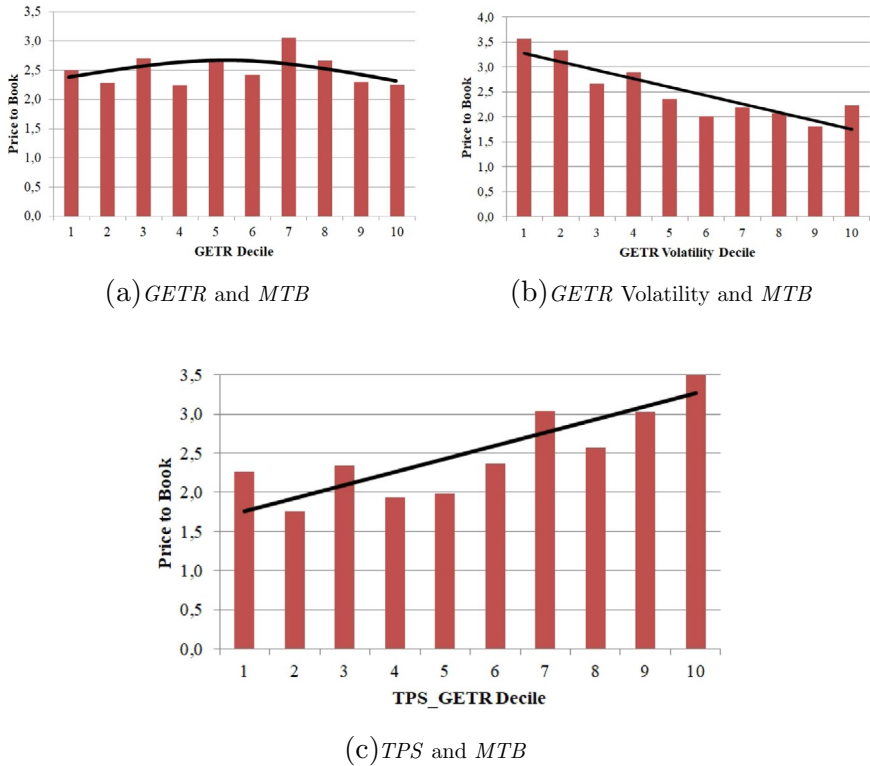 3,5
3,0
2,5
2,0
1,5
1,0
0,5
0,0
Price to Book
1 2 3 4 5 6 7 8 9 10
GETR Decile
(a) GETR and MTB
4,0
3,5
3,0
2,5
2,0
1,5
1,0
0,5
0,0
Price to Book
1 2 3 4 5 6 7 8 9 10
GETR Volatility Decile
(b) GETR Volatility and MTB
3,5
3,0
2,5
2,0
1,5
1,0
0,5
0,0
Price to Book
1 2 3 4 5 6 7 8 9 10
TPS_GETR Decile
(c) TPS and MTB